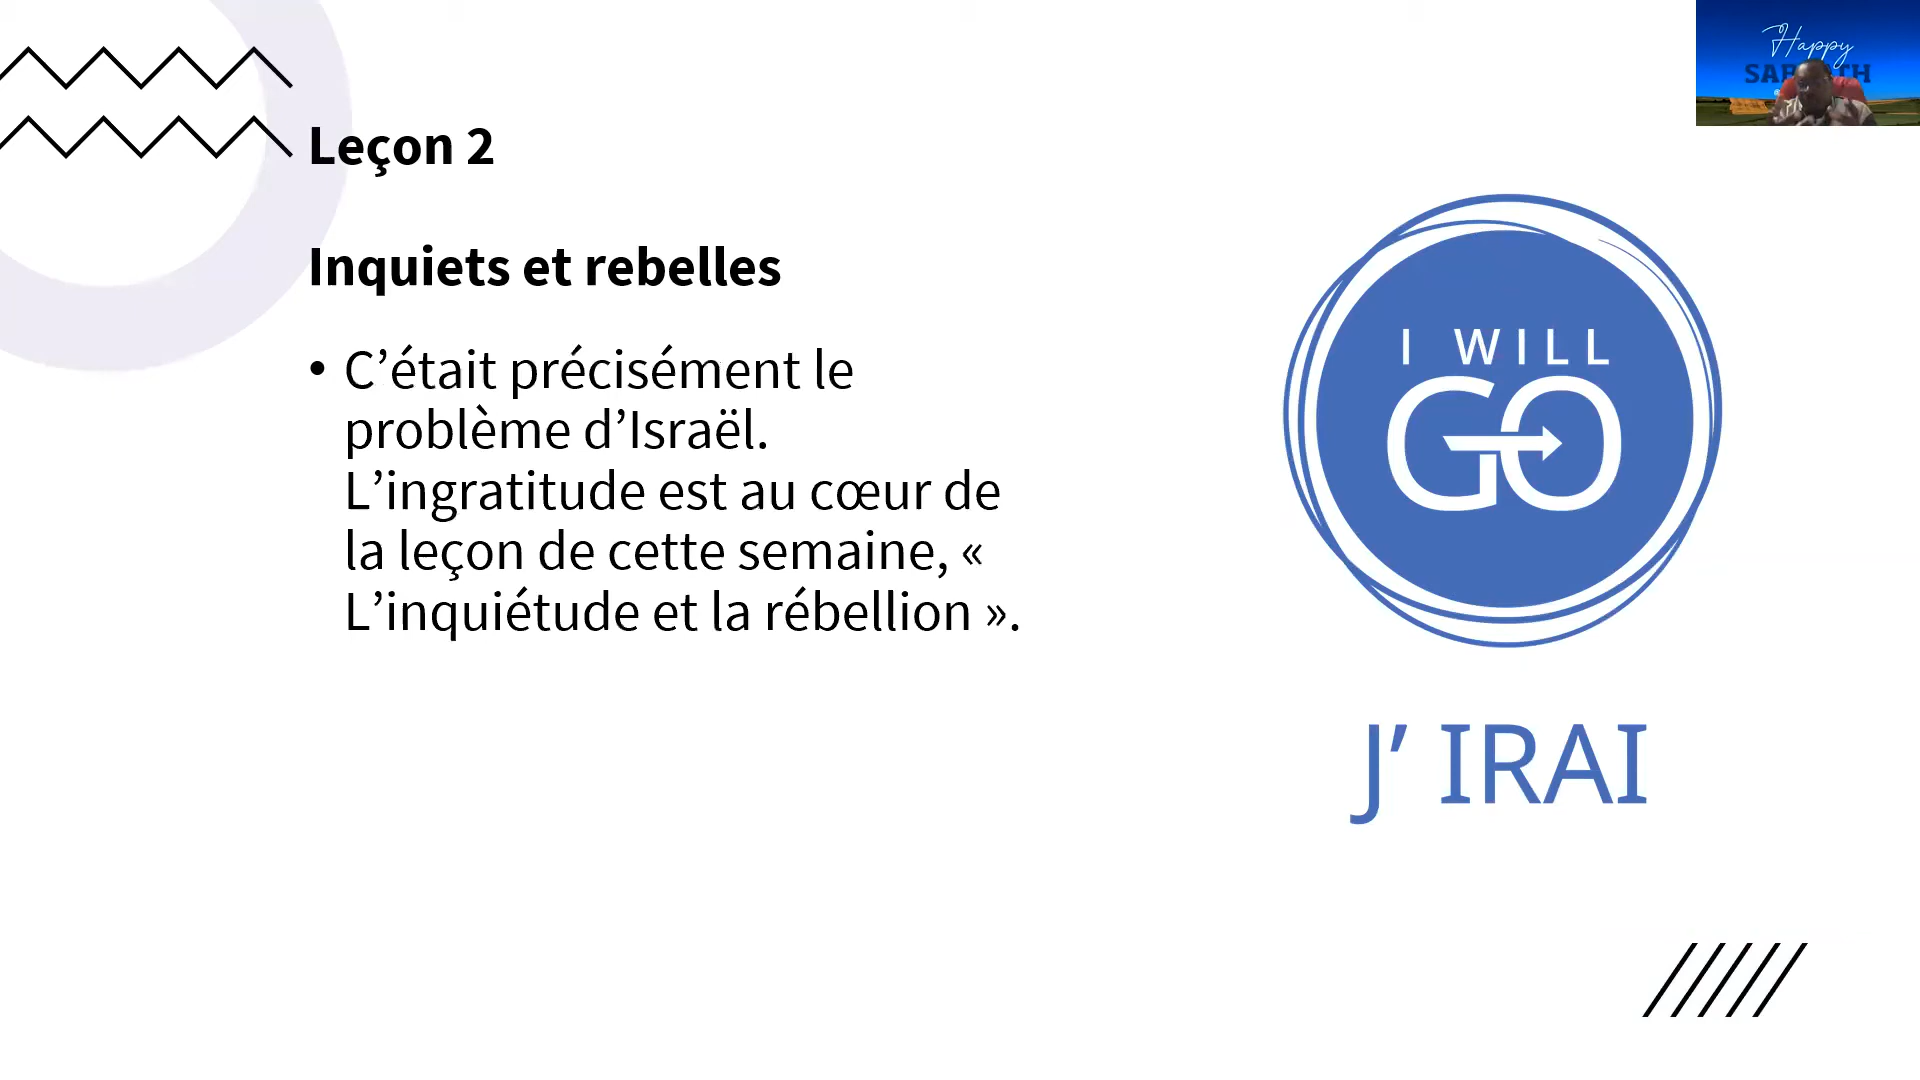 Happy
Leçon 2
Inquiets et rebelles
• C’était précisément le
problème d’Israël.
L’ingratitude est au cœur de
la leçon de cette semaine, «
L’inquiétude et la rébellion ».
I WILL
GO
J’ IRAI